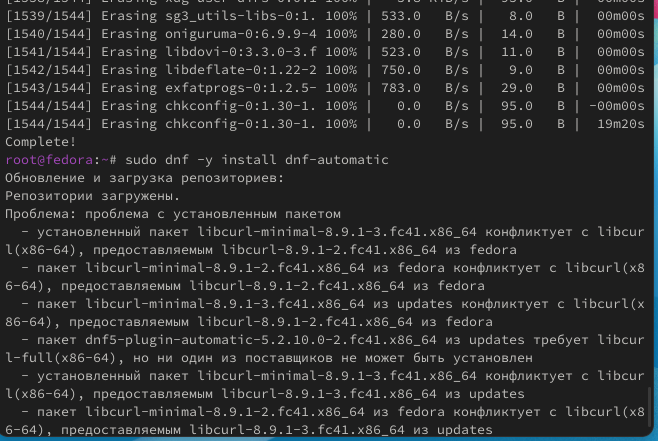 [1539/1544] Erasing sg3_utils-libs-0:1. 100% | 533.0   B/s |   8.0   B |  00m00s
[1540/1544] Erasing oniguruma-0:6.9.9-4 100% | 280.0   B/s |  14.0   B |  00m00s
[1541/1544] Erasing libdovi-0:3.3.0-3.f 100% | 523.0   B/s |  11.0   B |  00m00s
[1542/1544] Erasing libdeflate-0:1.22-2 100% | 750.0   B/s |   9.0   B |  00m00s
[1543/1544] Erasing exfatprogs-0:1.2.5- 100% | 783.0   B/s |  29.0   B |  00m00s
[1544/1544] Erasing chkconfig-0:1.30-1. 100% |   0.0   B/s |  95.0   B | -00m00s
[1544/1544] Erasing chkconfig-0:1.30-1. 100% |   0.0   B/s |  95.0   B |  19m20s
Complete!
root@fedora:~# sudo dnf -y install dnf-automatic
Обновление и загрузка репозиториев:
Репозитории загружены.
Проблема: проблема с установленным пакетом
  - установленный пакет libcurl-minimal-8.9.1-3.fc41.x86_64 конфликтует с libcur
l(x86-64), предоставляемым libcurl-8.9.1-2.fc41.x86_64 из fedora
  - пакет libcurl-minimal-8.9.1-2.fc41.x86_64 из fedora конфликтует с libcurl(x8
6-64), предоставляемым libcurl-8.9.1-2.fc41.x86_64 из fedora
  - пакет libcurl-minimal-8.9.1-3.fc41.x86_64 из updates конфликтует с libcurl(x
86-64), предоставляемым libcurl-8.9.1-2.fc41.x86_64 из fedora
  - пакет dnf5-plugin-automatic-5.2.10.0-2.fc41.x86_64 из updates требует libcur
l-full(x86-64), но ни один из поставщиков не может быть установлен
  - установленный пакет libcurl-minimal-8.9.1-3.fc41.x86_64 конфликтует с libcur
l(x86-64), предоставляемым libcurl-8.9.1-3.fc41.x86_64 из updates
  - пакет libcurl-minimal-8.9.1-2.fc41.x86_64 из fedora конфликтует с libcurl(x8
6-64), предоставляемым libcurl-8.9.1-3.fc41.x86_64 из updates